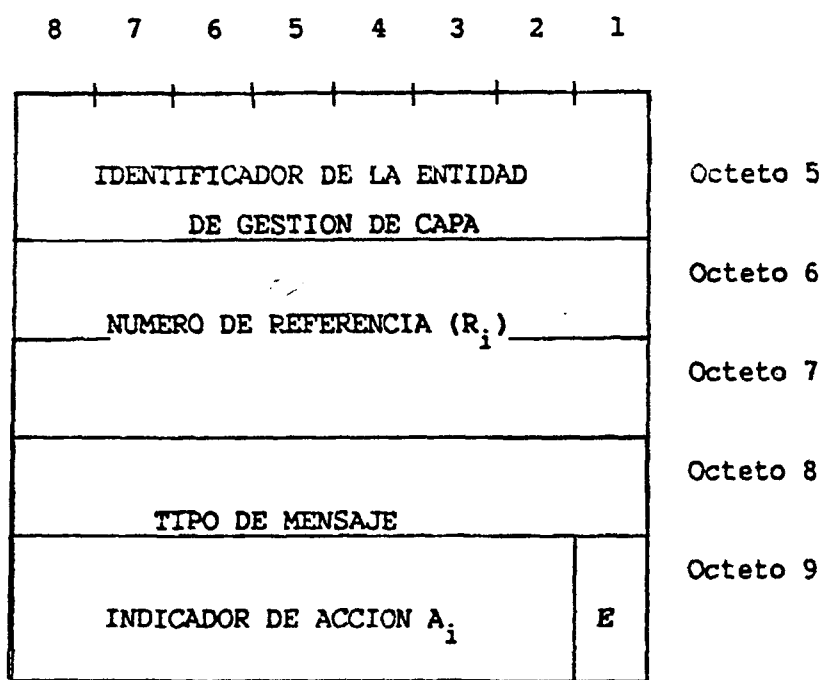 8 7 6 5 4 3 2 1
IDENTIFICADOR DE LA ENTIDAD
DE GESTION DE CAPA
Octeto 5
Octeto 6
NUMERO DE REFERENCIA (Ri)
Octeto 7
Octeto 8
TIPO DE MENSAJE
Octeto 9
INDICADOR DE ACCION Ai
E